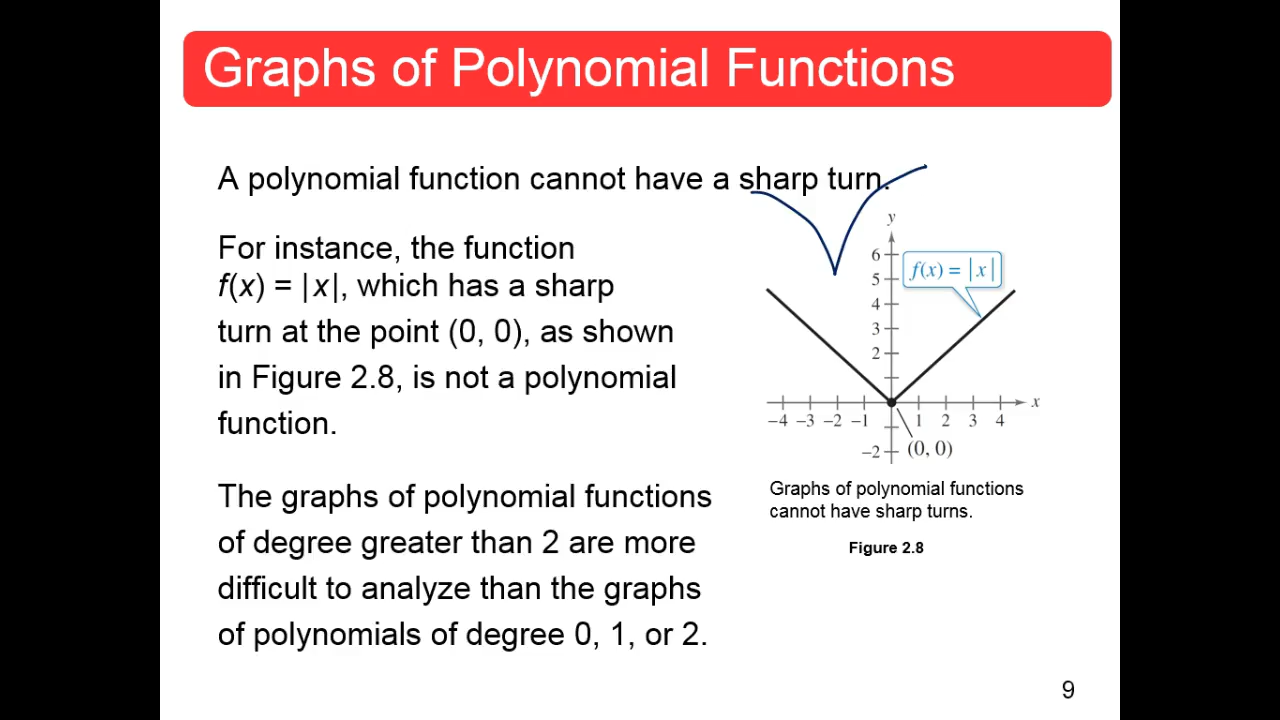 Graphs of Polynomial Functions
A polynomial function cannot have a sharp turn.
For instance, the function
f(x) = |x|, which has a sharp
turn at the point (0, 0), as shown
in Figure 2.8, is not a polynomial
function.
The graphs of polynomial functions
of degree greater than 2 are more
difficult to analyze than the graphs
of polynomials of degree 0, 1, or 2.
y
6
5
4
3
2
f(x) = |x|
x
−4 −3 −2 −1 1 2 3 4
−2
(0, 0)
Graphs of polynomial functions
cannot have sharp turns.
Figure 2.8
9